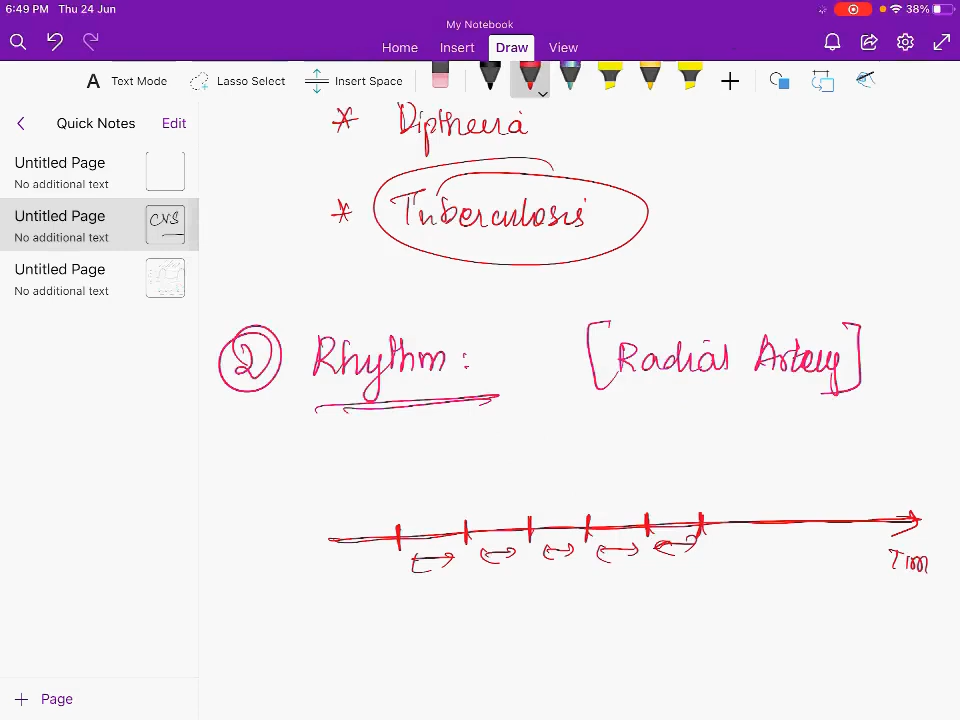 6:49 PM Thu 24 Jun 38%
My Notebook
Home Insert Draw View
Text Mode Lasso Select Insert Space
Quick Notes Edit
Untitled Page
No additional text
Untitled Page
No additional text
CNS
Untitled Page
No additional text
Page
* Diptheria
* Tuberculosis
2 Rhythm: [Radial Artery]
Tim